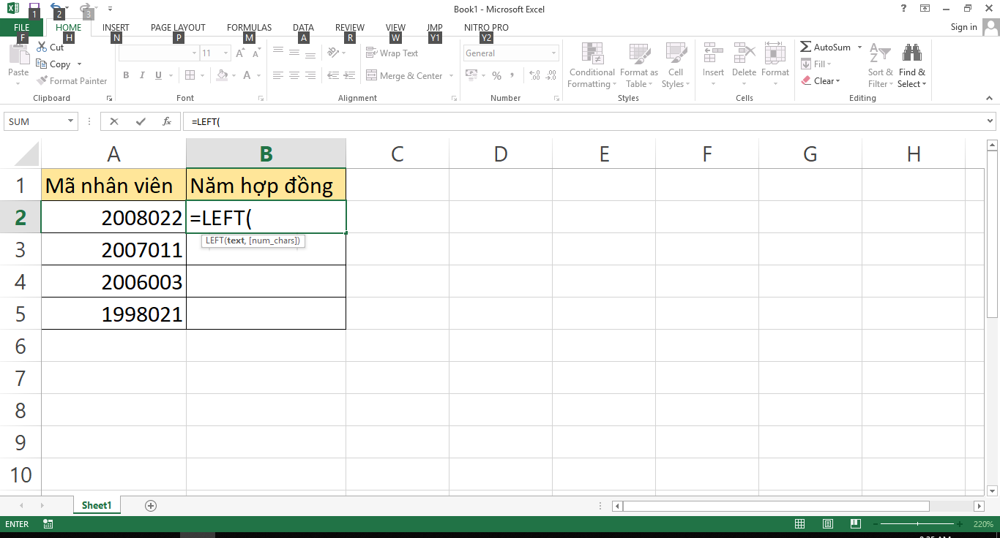 1 2 3 Book1 - Microsoft Excel ?
FILE HOME INSERT PAGE LAYOUT FORMULAS DATA REVIEW VIEW JMP NITRO PRO Sign in
F H N P M A R W Y1 Y2
Paste
Cut
Copy
Format Painter
Clipboard
11 A A
B I U A
Font
Wrap Text
Merge & Center
Alignment
General
% , .00 .00
Number
Conditional Formatting
Format as Table
Cell Styles
Styles
Insert Delete Format
Cells
AutoSum
Fill
Clear
Sort & Filter
Find & Select
Editing
SUM fx =LEFT(
A B C D E F G H
1 Mã nhân viên Năm hợp đồng
2 2008022 =LEFT(
LEFT(text, [num_chars])
3 2007011
4 2006003
5 1998021
6
7
8
9
10
Sheet1
ENTER 220%